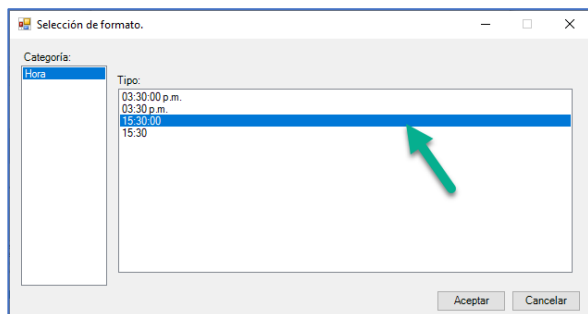 Selección de formato.
Categoría:
Hora
Tipo:
03:30:00 p.m.
03:30 p.m.
15:30:00
15:30
Aceptar Cancelar